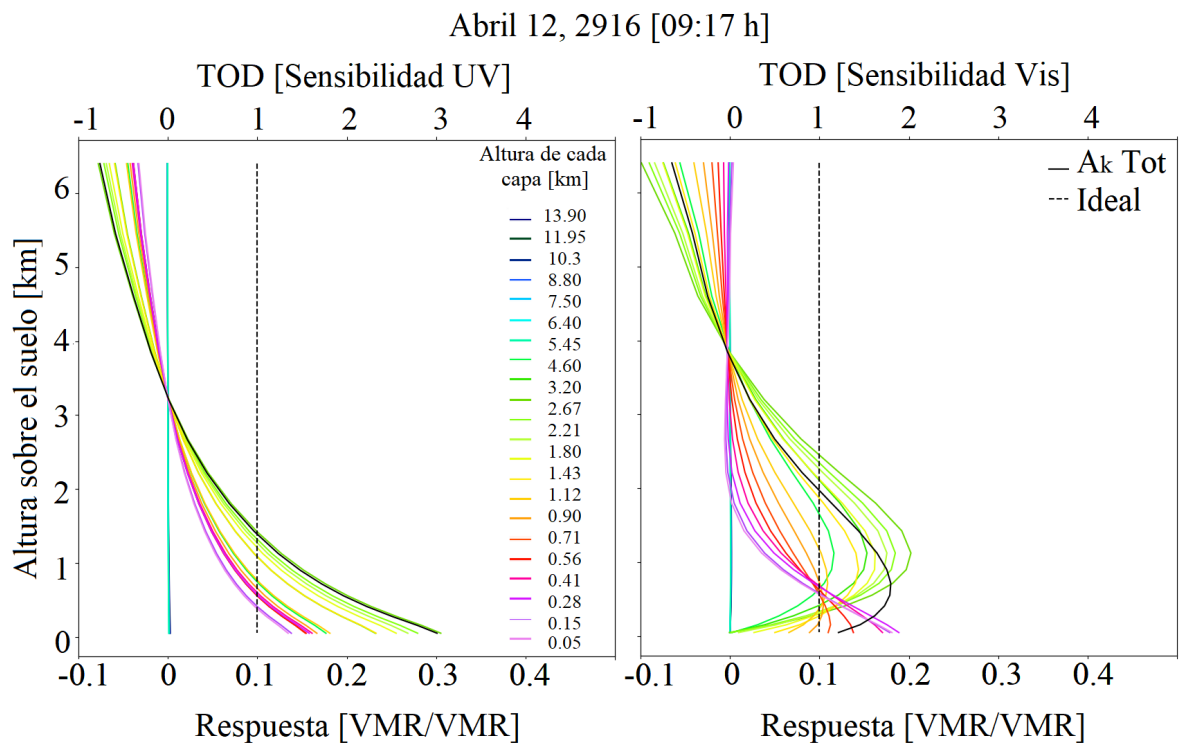 Abril 12, 2916 [09:17 h]
TOD [Sensibilidad UV]
-1 0 1 2 3 4
Altura sobre el suelo [km]
6
5
4
3
2
1
0
Altura de cada
capa [km]
13.90
11.95
10.3
8.80
7.50
6.40
5.45
4.60
3.20
2.67
2.21
1.80
1.43
1.12
0.90
0.71
0.56
0.41
0.28
0.15
0.05
-0.1 0 0.1 0.2 0.3 0.4
Respuesta [VMR/VMR]
TOD [Sensibilidad Vis]
-1 0 1 2 3 4
Ak Tot
Ideal
-0.1 0 0.1 0.2 0.3 0.4
Respuesta [VMR/VMR]